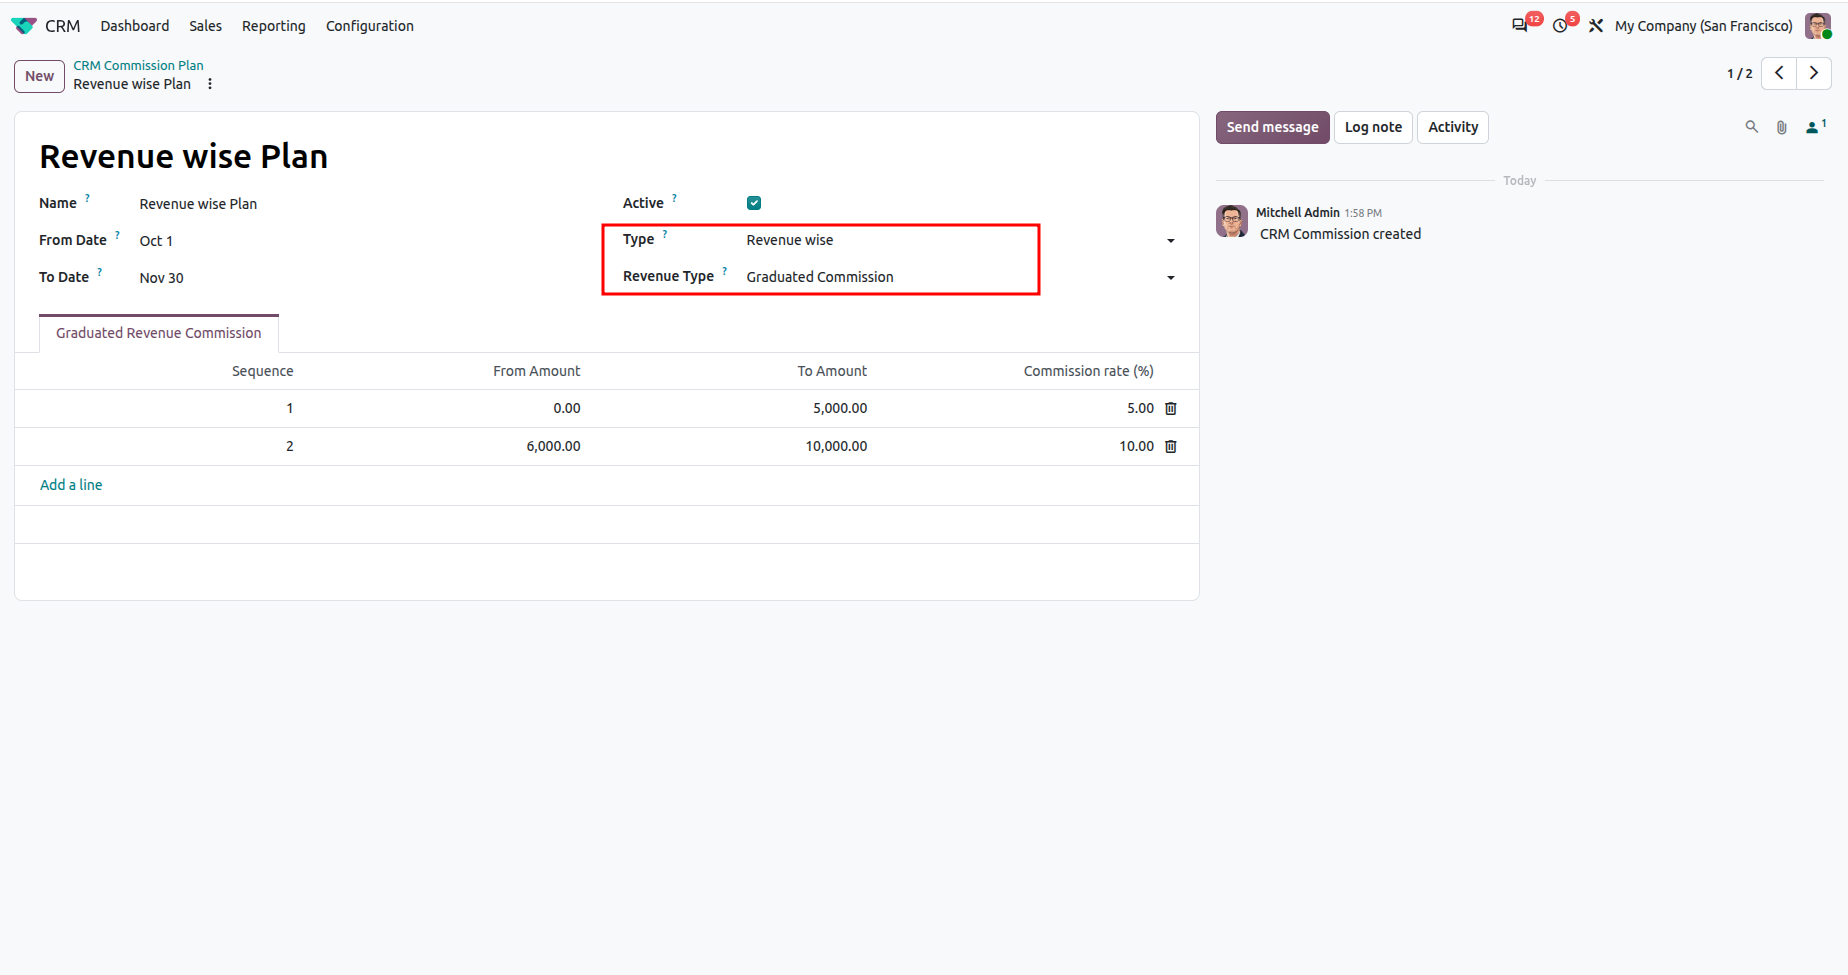 CRM Dashboard Sales Reporting Configuration 12 5 My Company (San Francisco)
New CRM Commission Plan
Revenue wise Plan
1 / 2
Send message Log note Activity 1
Revenue wise Plan
Today
Name ? Revenue wise Plan Active ?
Mitchell Admin 1:58 PM
CRM Commission created
From Date ? Oct 1 Type ? Revenue wise
To Date ? Nov 30 Revenue Type ? Graduated Commission
Graduated Revenue Commission
Sequence From Amount To Amount Commission rate (%)
1 0.00 5,000.00 5.00
2 6,000.00 10,000.00 10.00
Add a line